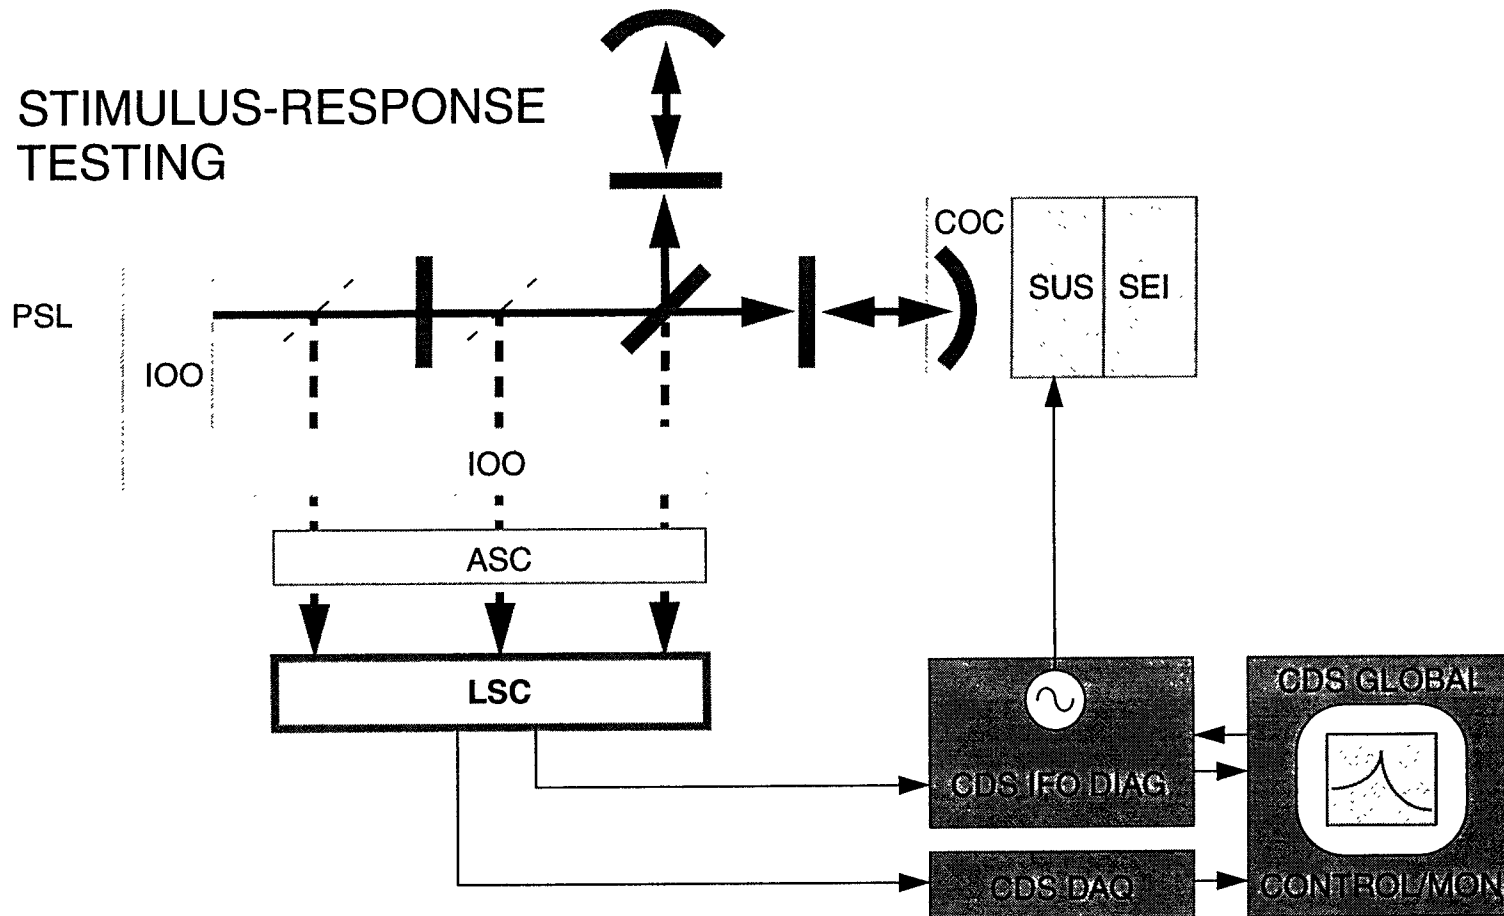 STIMULUS-RESPONSE
TESTING
COC
SUS
SEI
PSL
IOO
IOO
ASC
LSC
CDS GLOBAL
CDS IFO DIAG
CDS DAQ
CONTROL/MON